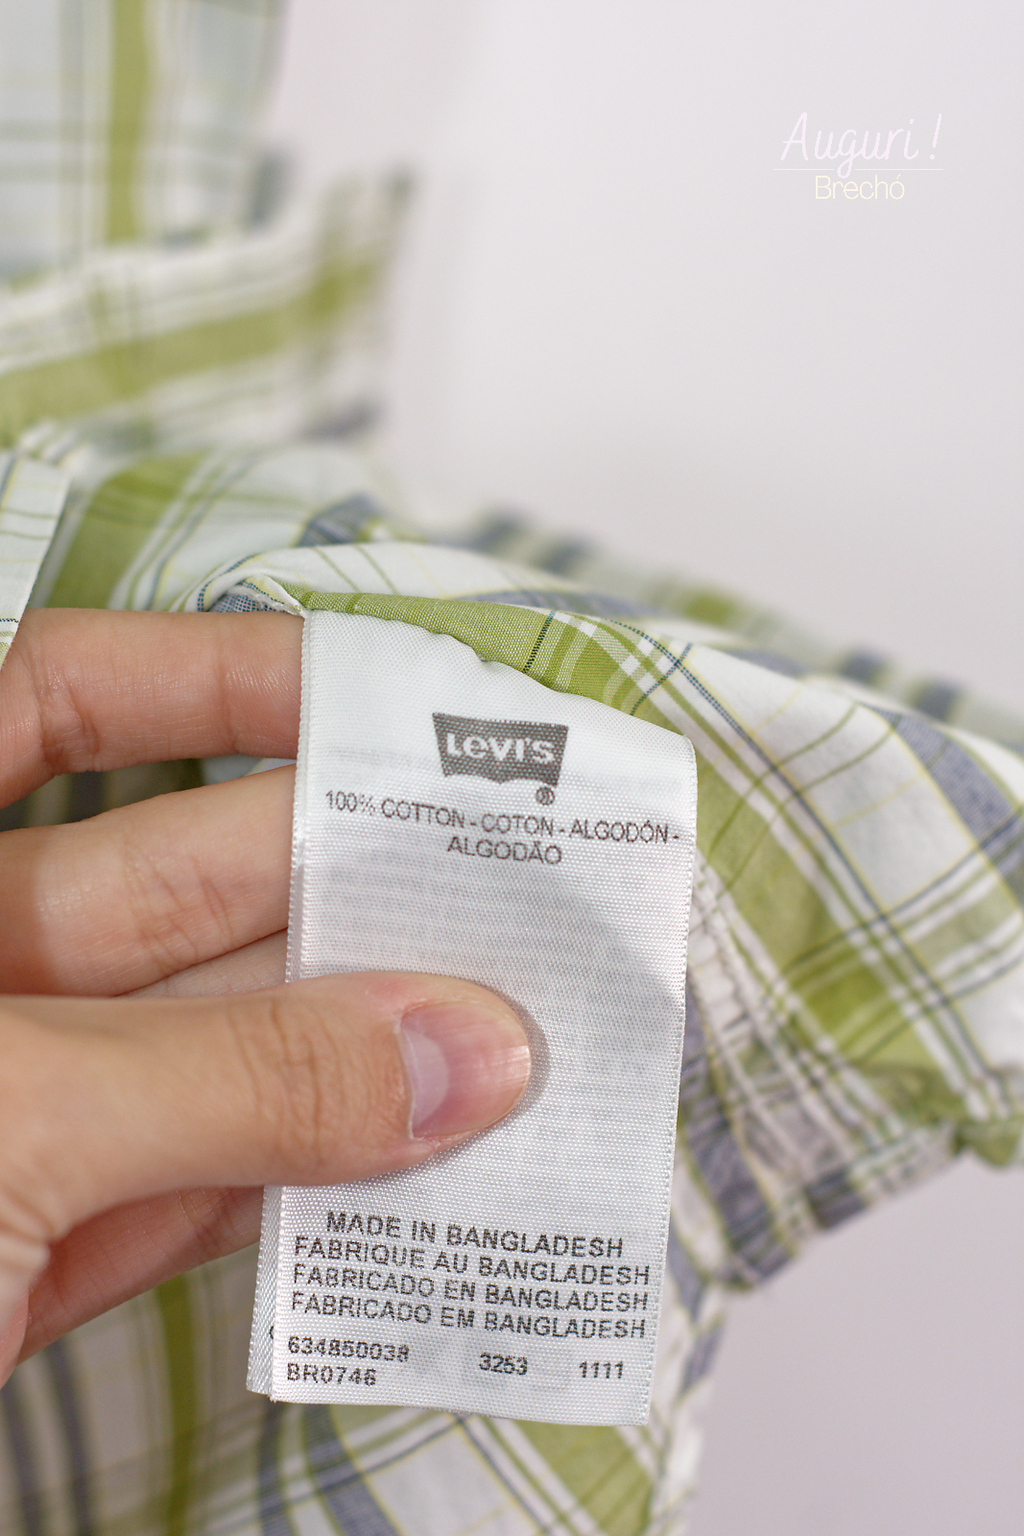 Auguri!
Brechó
LEVI'S
®
100% COTTON - COTON - ALGODÓN -
ALGODÃO
MADE IN BANGLADESH
FABRIQUE AU BANGLADESH
FABRICADO EN BANGLADESH
FABRICADO EM BANGLADESH
634850038 3253 1111
BR0746